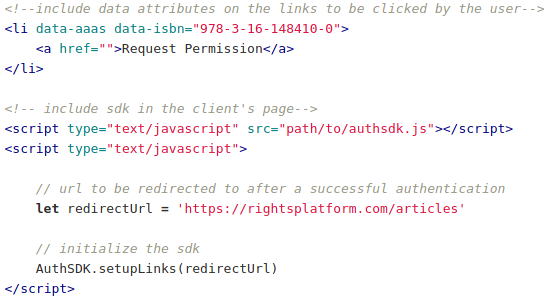 <!--include data attributes on the links to be clicked by the user-->
<li data-aaas data-isbn="978-3-16-148410-0">
    <a href="">Request Permission</a>
</li>

<!-- include sdk in the client's page-->
<script type="text/javascript" src="path/to/authsdk.js"></script>
<script type="text/javascript">

    // url to be redirected to after a successful authentication
    let redirectUrl = 'https://rightsplatform.com/articles'

    // initialize the sdk
    AuthSDK.setupLinks(redirectUrl)
</script>